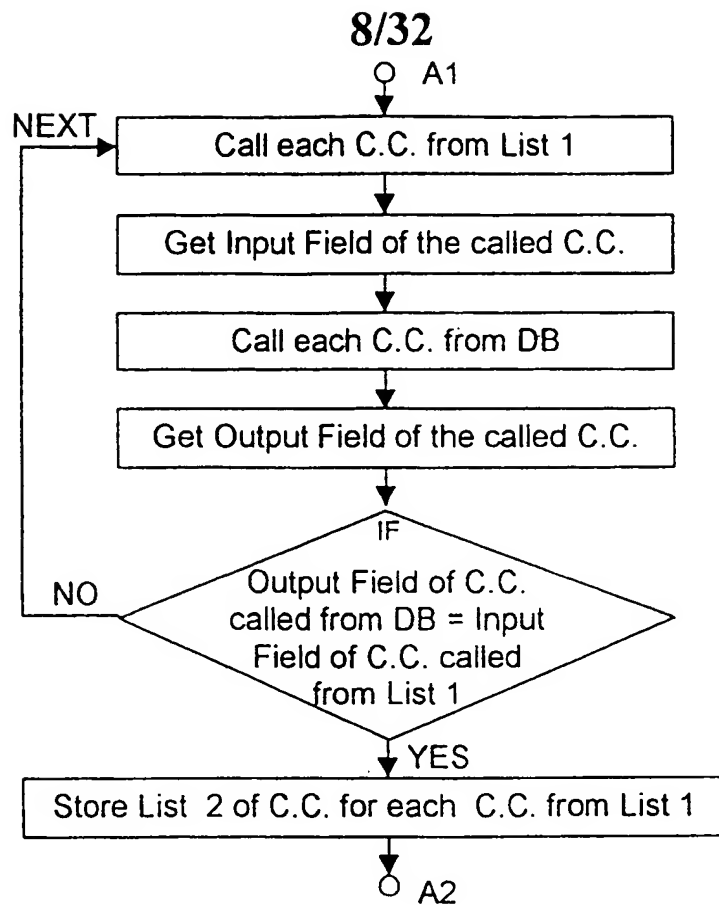 8/32
A1
NEXT
Call each C.C. from List 1
Get Input Field of the called C.C.
Call each C.C. from DB
Get Output Field of the called C.C.
IF
Output Field of C.C.
called from DB = Input
Field of C.C. called
from List 1
NO
YES
Store List 2 of C.C. for each C.C. from List 1
A2